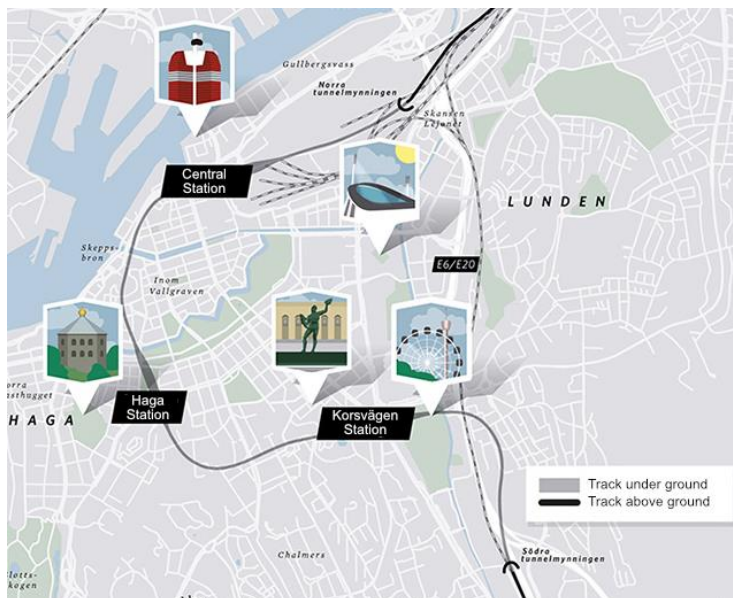 Gullbergsvass
Norra
tunnelmynningen
Skansen
Lejonet
Central
Station
LUNDEN
Skepps-
bron
E6/E20
Inom
Vallgraven
Haga
Station
HAGA
Korsvägen
Station
Track under ground
Track above ground
Chalmers
Södra
tunnelmynningen
skogen